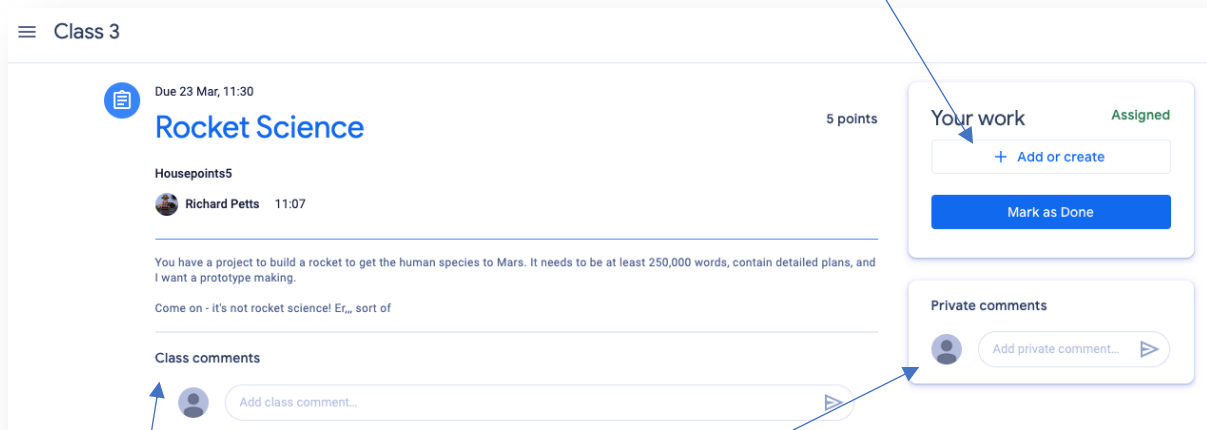 Class 3
Due 23 Mar, 11:30
Rocket Science
5 points
Housepoints5
Richard Petts 11:07
You have a project to build a rocket to get the human species to Mars. It needs to be at least 250,000 words, contain detailed plans, and
I want a prototype making.
Come on - it's not rocket science! Er,,, sort of
Class comments
Add class comment...
Your work
Assigned
+ Add or create
Mark as Done
Private comments
Add private comment...